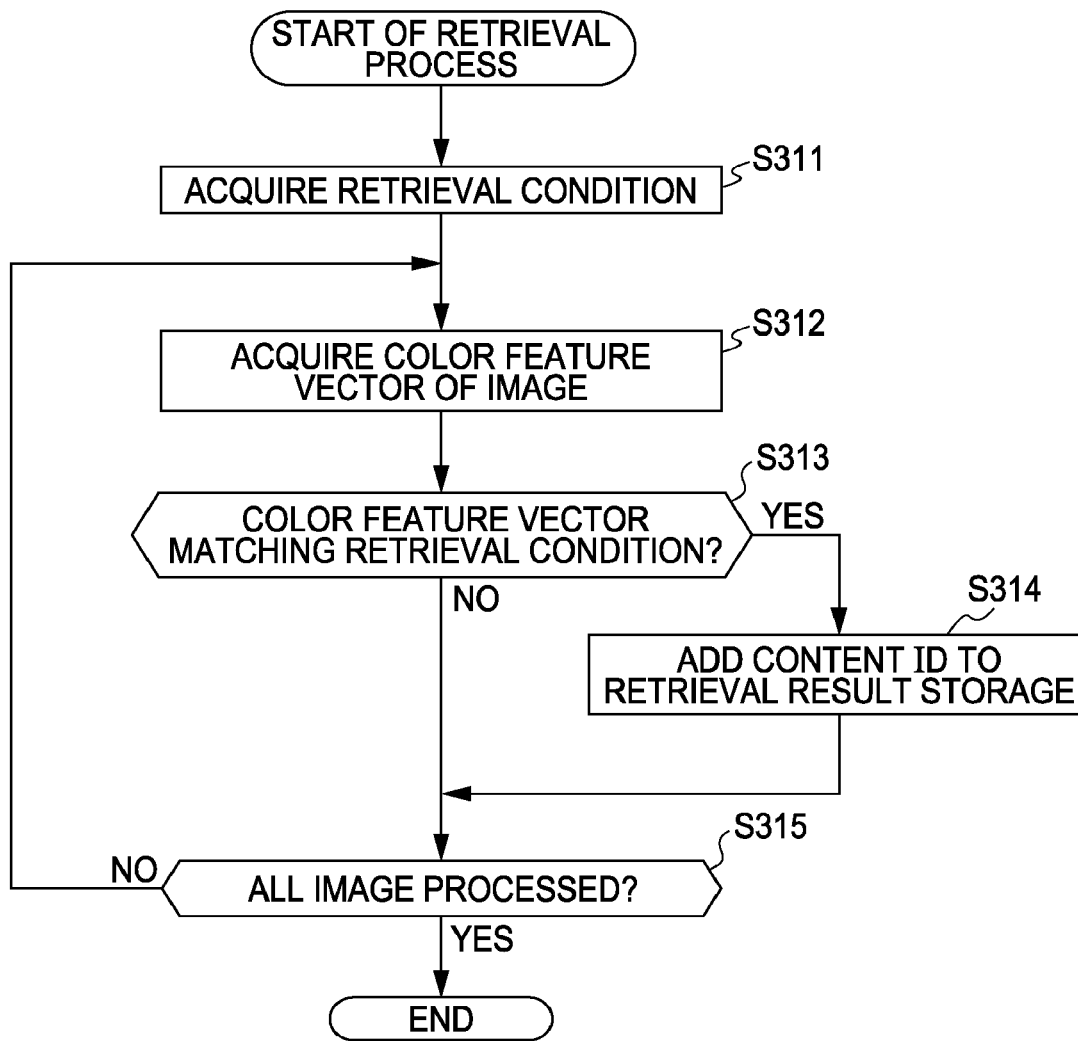 START OF RETRIEVAL
PROCESS
S311
ACQUIRE RETRIEVAL CONDITION
S312
ACQUIRE COLOR FEATURE
VECTOR OF IMAGE
S313
COLOR FEATURE VECTOR
MATCHING RETRIEVAL CONDITION?
YES
NO
S314
ADD CONTENT ID TO
RETRIEVAL RESULT STORAGE
S315
NO
ALL IMAGE PROCESSED?
YES
END